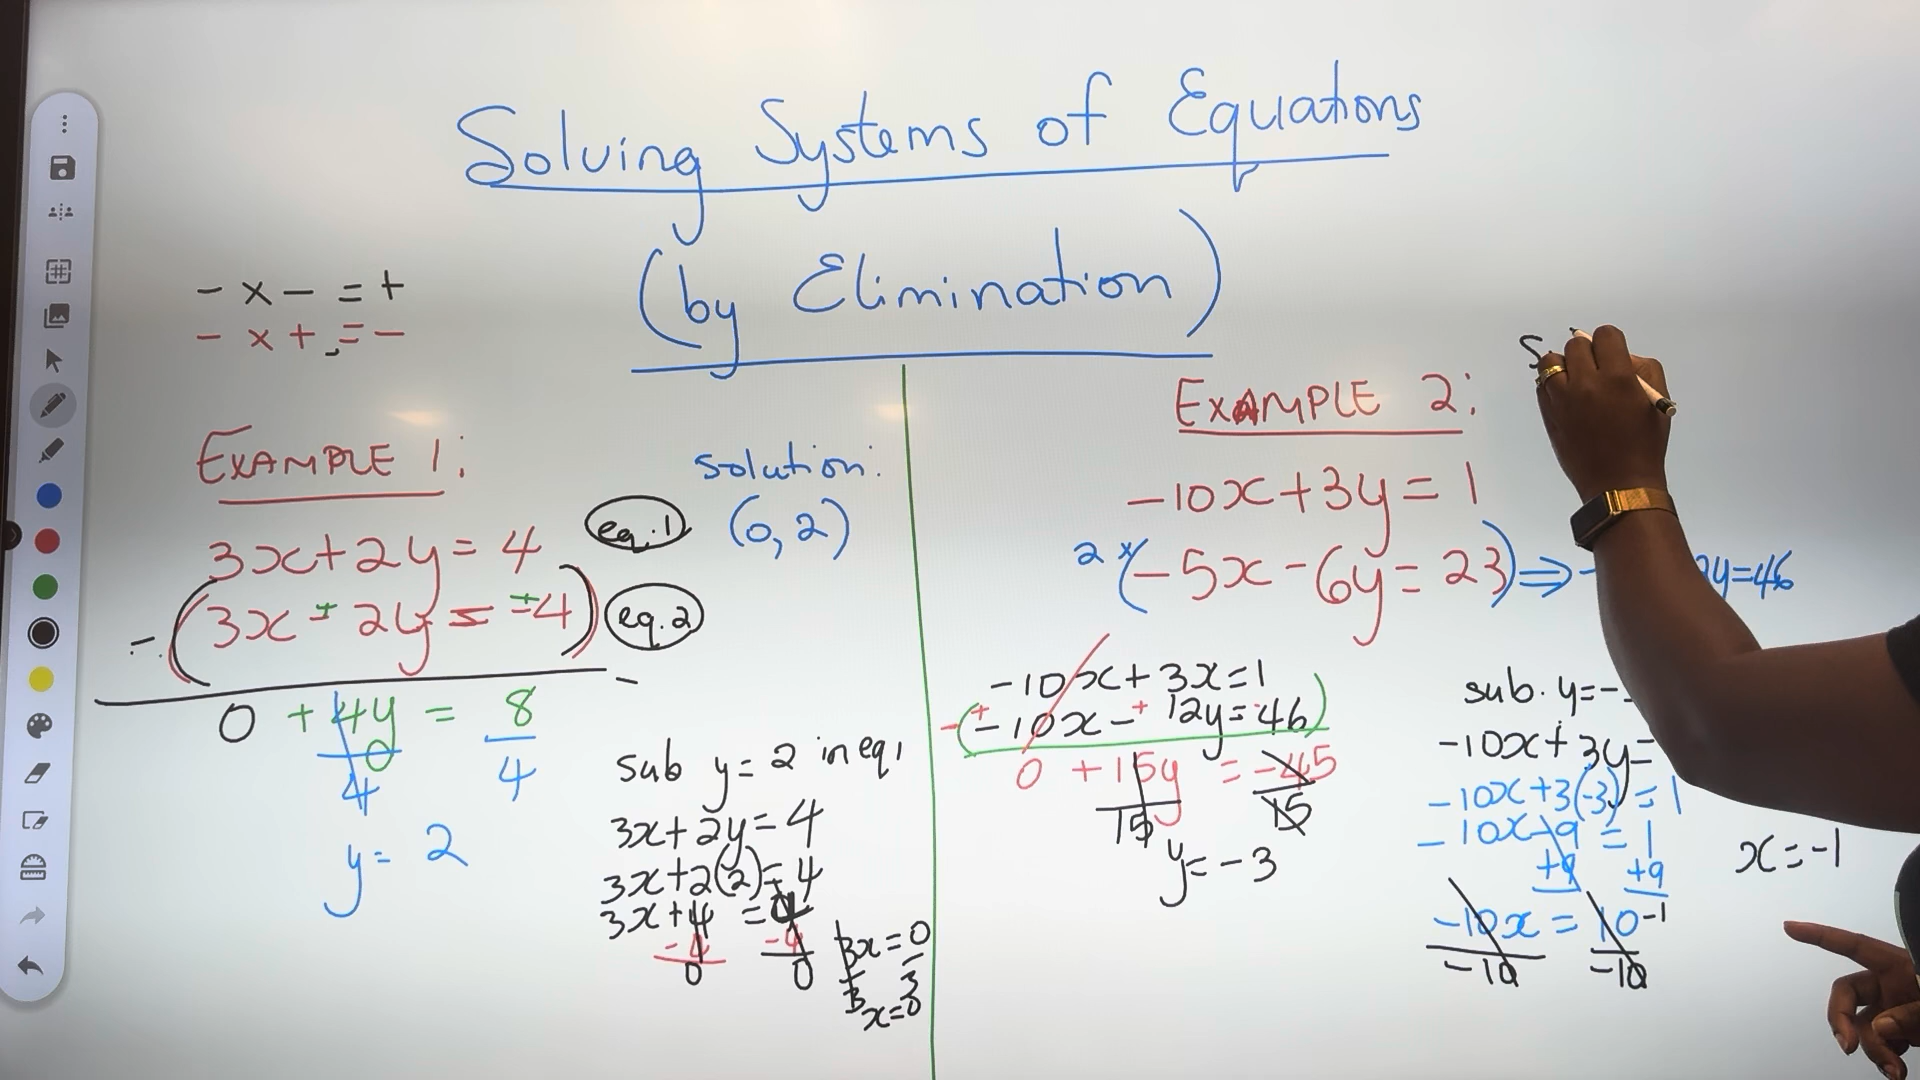 Solving Systems of Equations
(by Elimination)
- x - = +
- x + = -
EXAMPLE 1:
solution:
(0, 2)
3x+2y=4 eq.1
-(3x-2y=-4) eq.2
0 + 4y = 8
4 4
y = 2
sub y=2 in eq1
3x+2y=4
3x+2(2)=4
3x+4 =4
-4 -4
0 0
3x=0
3 3
x=0
EXAMPLE 2:
-10x+3y=1
2x(-5x-6y=23) ⇒ - 2y=46
-10x+3x=1
-(-10x-12y=46)
0 +15y = -45
15 15
y=-3
sub. y=-
-10x+3y=
-10x+3(-3)=1
-10x-9=1
+9 +9
-10x=10 -1
-10 -10
x=-1